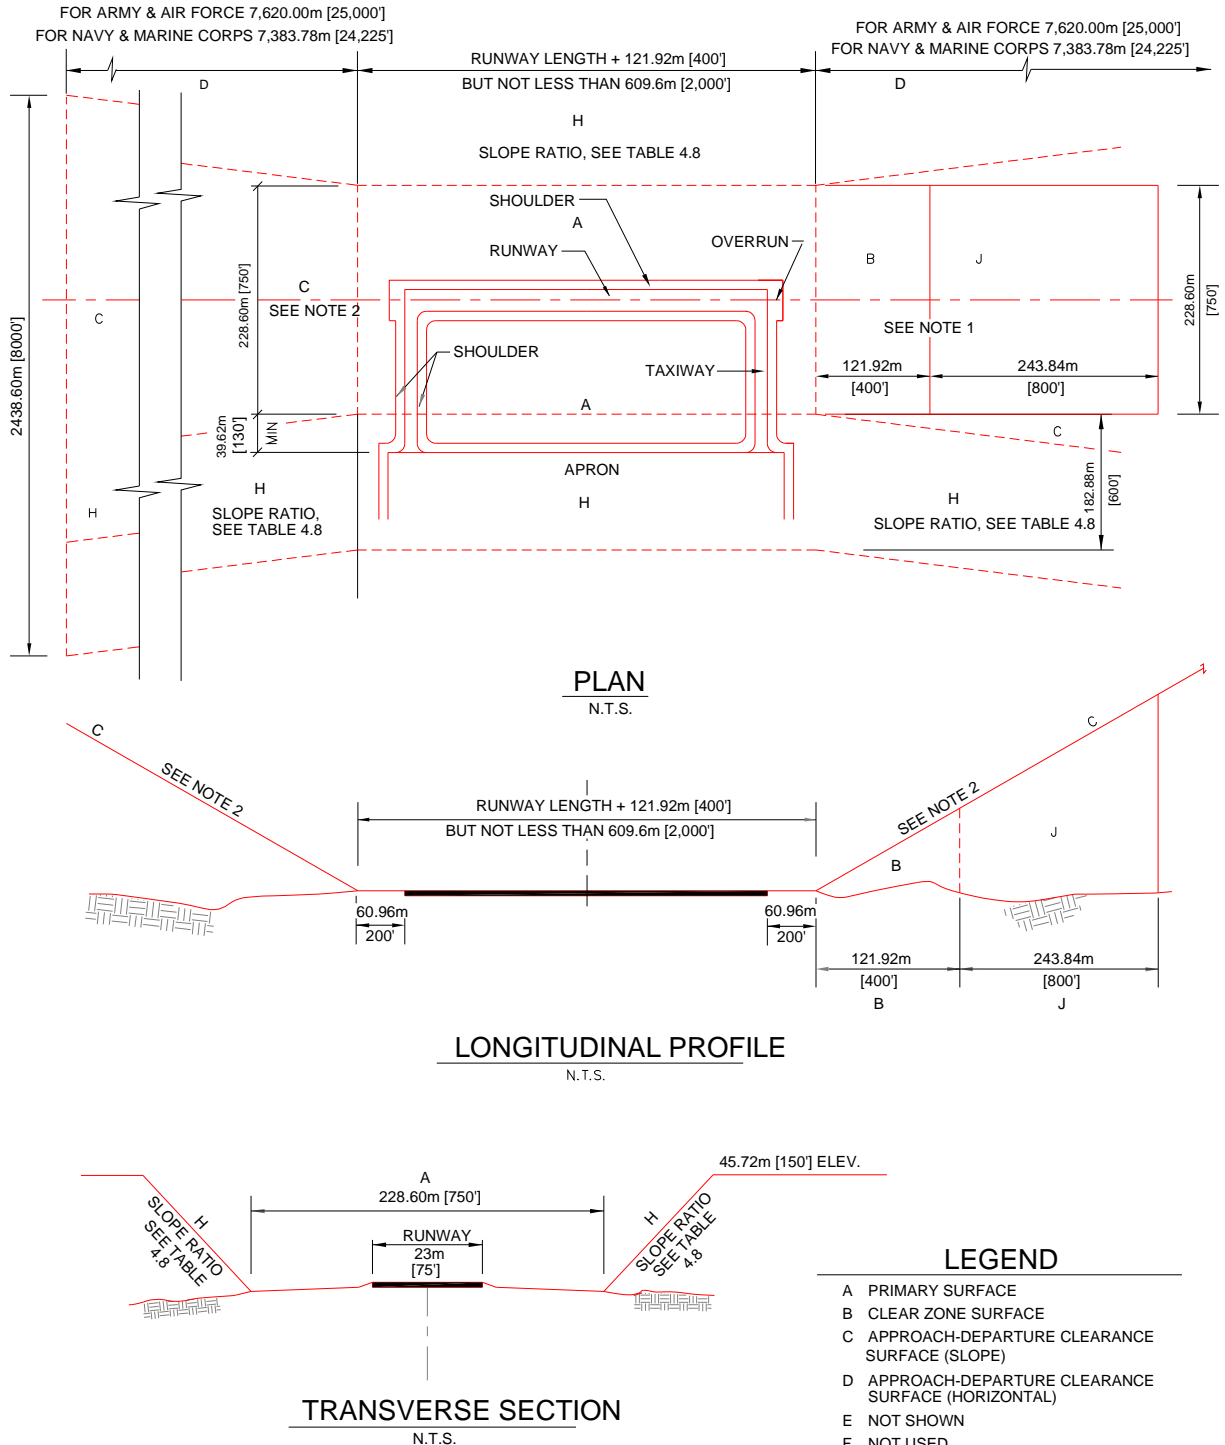 FOR ARMY & AIR FORCE 7,620.00m [25,000']
FOR NAVY & MARINE CORPS 7,383.78m [24,225']
FOR ARMY & AIR FORCE 7,620.00m [25,000']
FOR NAVY & MARINE CORPS 7,383.78m [24,225']
RUNWAY LENGTH + 121.92m [400']
BUT NOT LESS THAN 609.6m [2,000']
D
D
H
SLOPE RATIO, SEE TABLE 4.8
SHOULDER
A
RUNWAY
OVERRUN
B
J
C
SEE NOTE 2
C
228.60m [750']
2438.60m [8000']
228.60m
[750']
SEE NOTE 1
121.92m
[400']
243.84m
[800']
SHOULDER
TAXIWAY
A
39.62m
[130']
MIN
C
APRON
H
H
SLOPE RATIO,
SEE TABLE 4.8
H
H
SLOPE RATIO, SEE TABLE 4.8
182.88m
[600']
PLAN
N.T.S.
C
SEE NOTE 2
RUNWAY LENGTH + 121.92m [400']
BUT NOT LESS THAN 609.6m [2,000']
C
SEE NOTE 2
J
B
60.96m
200'
60.96m
200'
121.92m
[400']
B
243.84m
[800']
J
LONGITUDINAL PROFILE
N.T.S.
45.72m [150'] ELEV.
A
228.60m [750']
H
SLOPE RATIO
SEE TABLE
4.8
RUNWAY
23m
[75']
H
SLOPE RATIO
SEE TABLE
4.8
TRANSVERSE SECTION
N.T.S.
LEGEND
A PRIMARY SURFACE
B CLEAR ZONE SURFACE
C APPROACH-DEPARTURE CLEARANCE
SURFACE (SLOPE)
D APPROACH-DEPARTURE CLEARANCE
SURFACE (HORIZONTAL)
E NOT SHOWN
F NOT USED